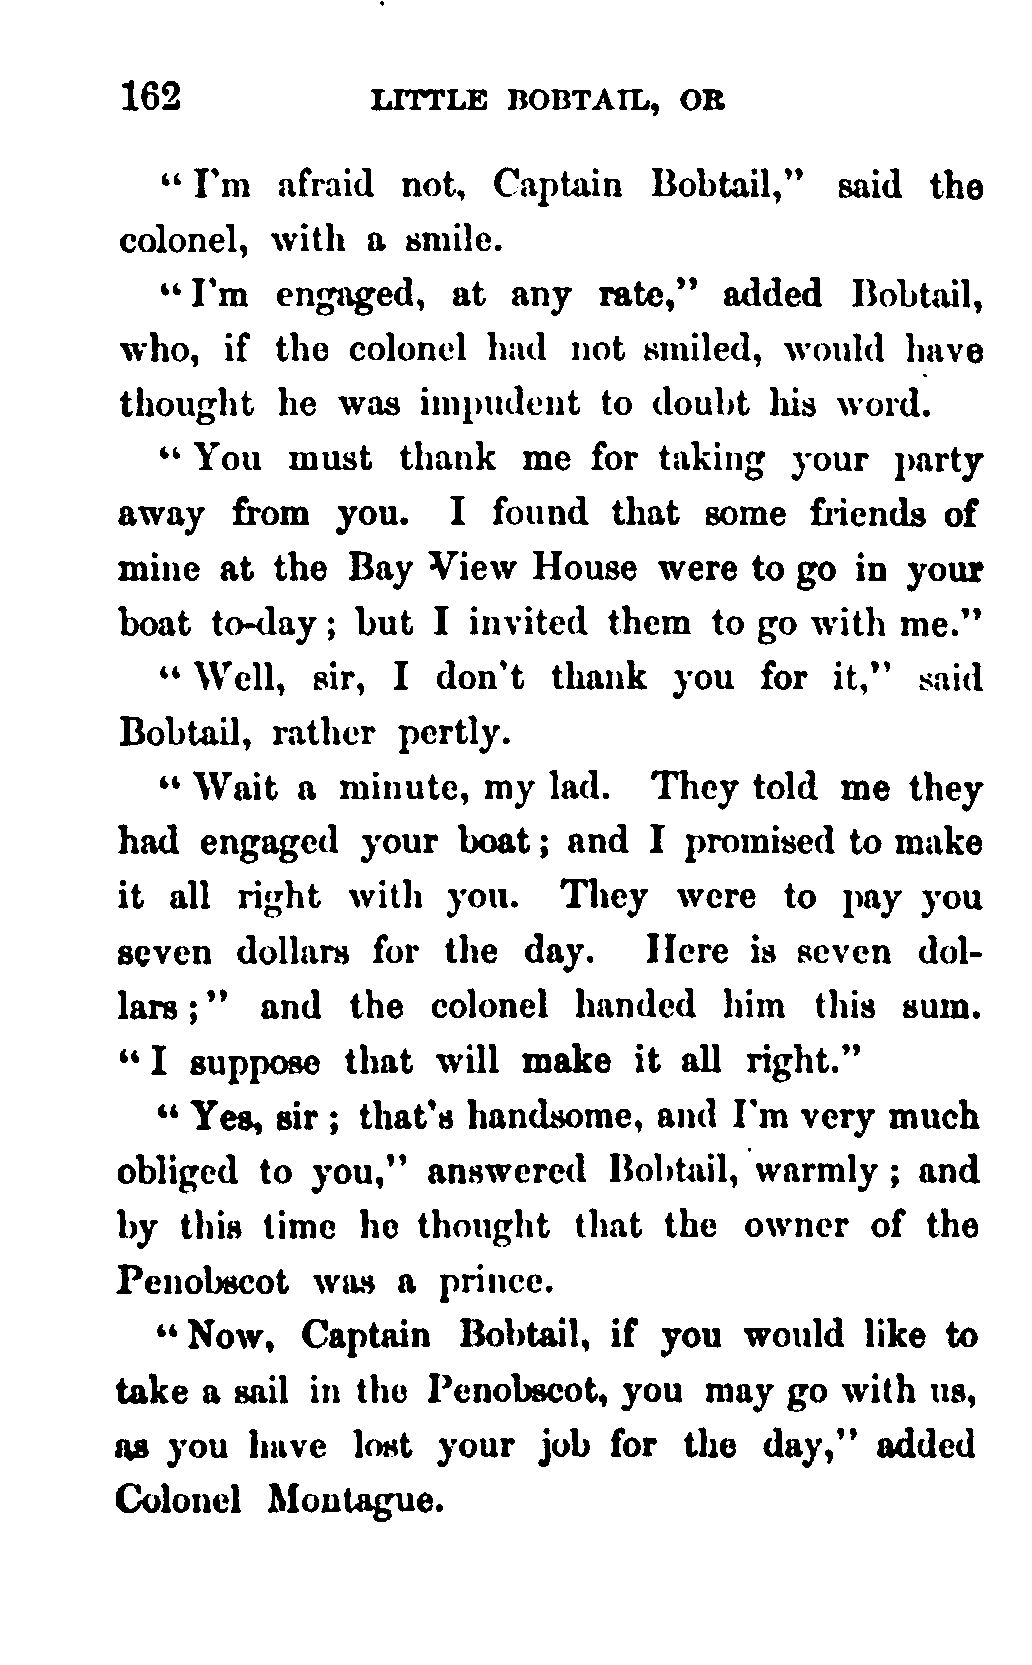 162 LITTLE BOBTAIL, OR
“I'm afraid not, Captain Bobtail,” said the
colonel, with a smile.
“I'm engaged, at any rate,” added Bobtail,
who, if the colonel had not smiled, would have
thought he was impudent to doubt his word.
“You must thank me for taking your party
away from you. I found that some friends of
mine at the Bay View House were to go in your
boat to-day; but I invited them to go with me.”
“Well, sir, I don't thank you for it,” said
Bobtail, rather pertly.
“Wait a minute, my lad. They told me they
had engaged your boat; and I promised to make
it all right with you. They were to pay you
seven dollars for the day. Here is seven dol-
lars;” and the colonel handed him this sum.
“I suppose that will make it all right.”
“Yes, sir; that's handsome, and I'm very much
obliged to you,” answered Bobtail, warmly; and
by this time he thought that the owner of the
Penobscot was a prince.
“Now, Captain Bobtail, if you would like to
take a sail in the Penobscot, you may go with us,
as you have lost your job for the day,” added
Colonel Montague.